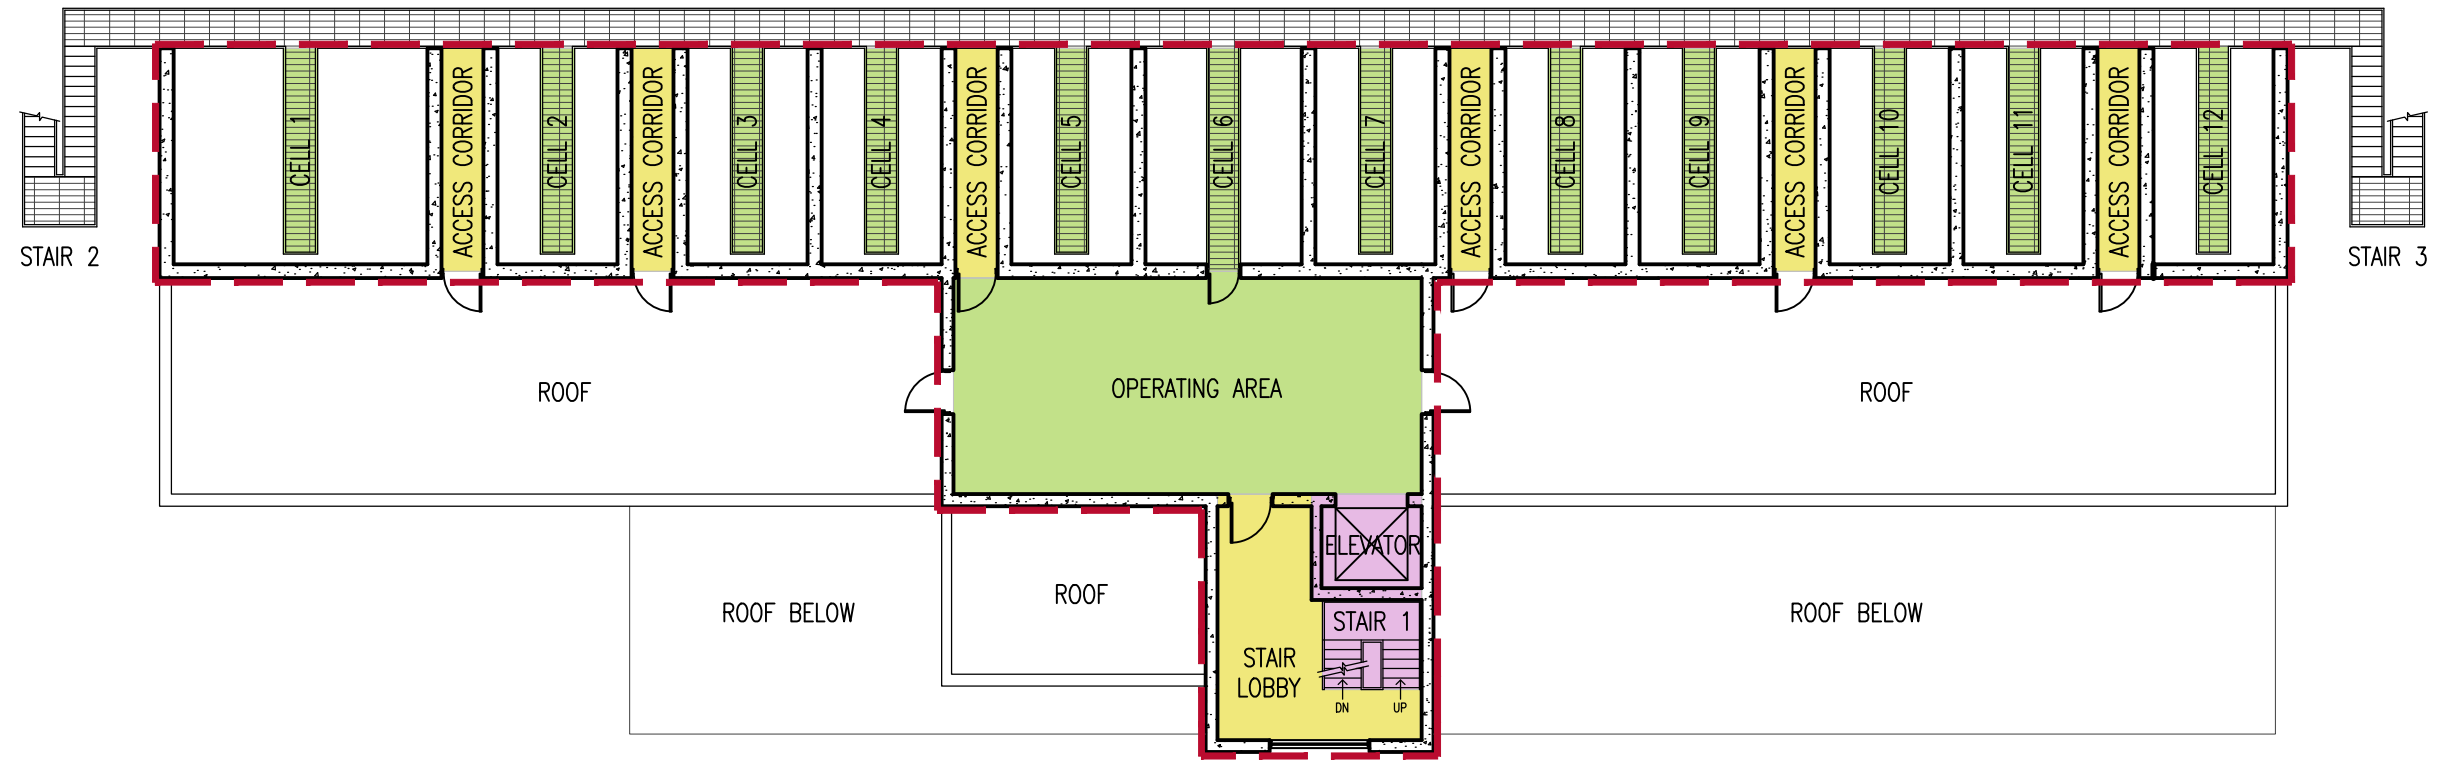 CELL 1
ACCESS CORRIDOR
CELL 2
ACCESS CORRIDOR
CELL 3
CELL 4
ACCESS CORRIDOR
CELL 5
CELL 6
CELL 7
ACCESS CORRIDOR
CELL 8
CELL 9
ACCESS CORRIDOR
CELL 10
CELL 11
ACCESS CORRIDOR
CELL 12
STAIR 2
STAIR 3
ROOF
OPERATING AREA
ROOF
ELEVATOR
ROOF
ROOF BELOW
STAIR 1
ROOF BELOW
STAIR
LOBBY
DN
UP